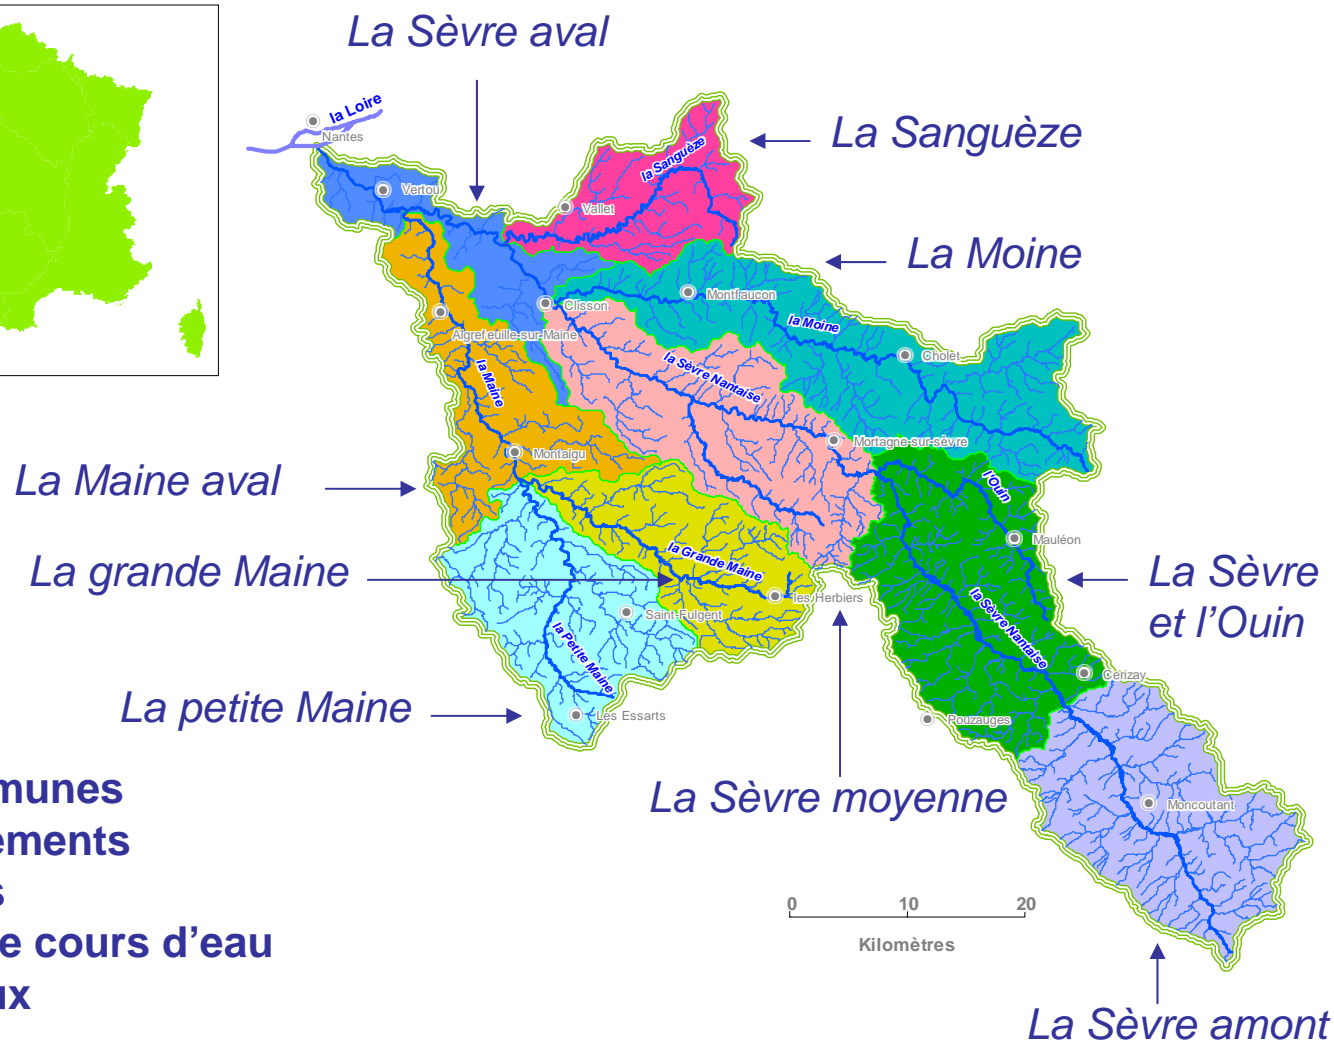 La Sèvre aval
la Loire
Nantes
La Sanguèze
la Sanguèze
Vertou
Vallet
La Moine
Montfaucon
Clisson
la Moine
Aigrefeuille-sur-Maine
Cholet
la Sèvre Nantaise
la Maine
Mortagne-sur-sèvre
Montaigu
La Maine aval
l'Ouin
Mauléon
La grande Maine
la Grande Maine
les Herbiers
La Sèvre
et l’Ouin
Saint-Fulgent
la Sèvre Nantaise
la Petite Maine
Cerizay
La petite Maine
Les Essarts
Pouzauges
munes
La Sèvre moyenne
Moncoutant
ements
s
0 10 20
Kilomètres
e cours d’eau
ux
La Sèvre amont